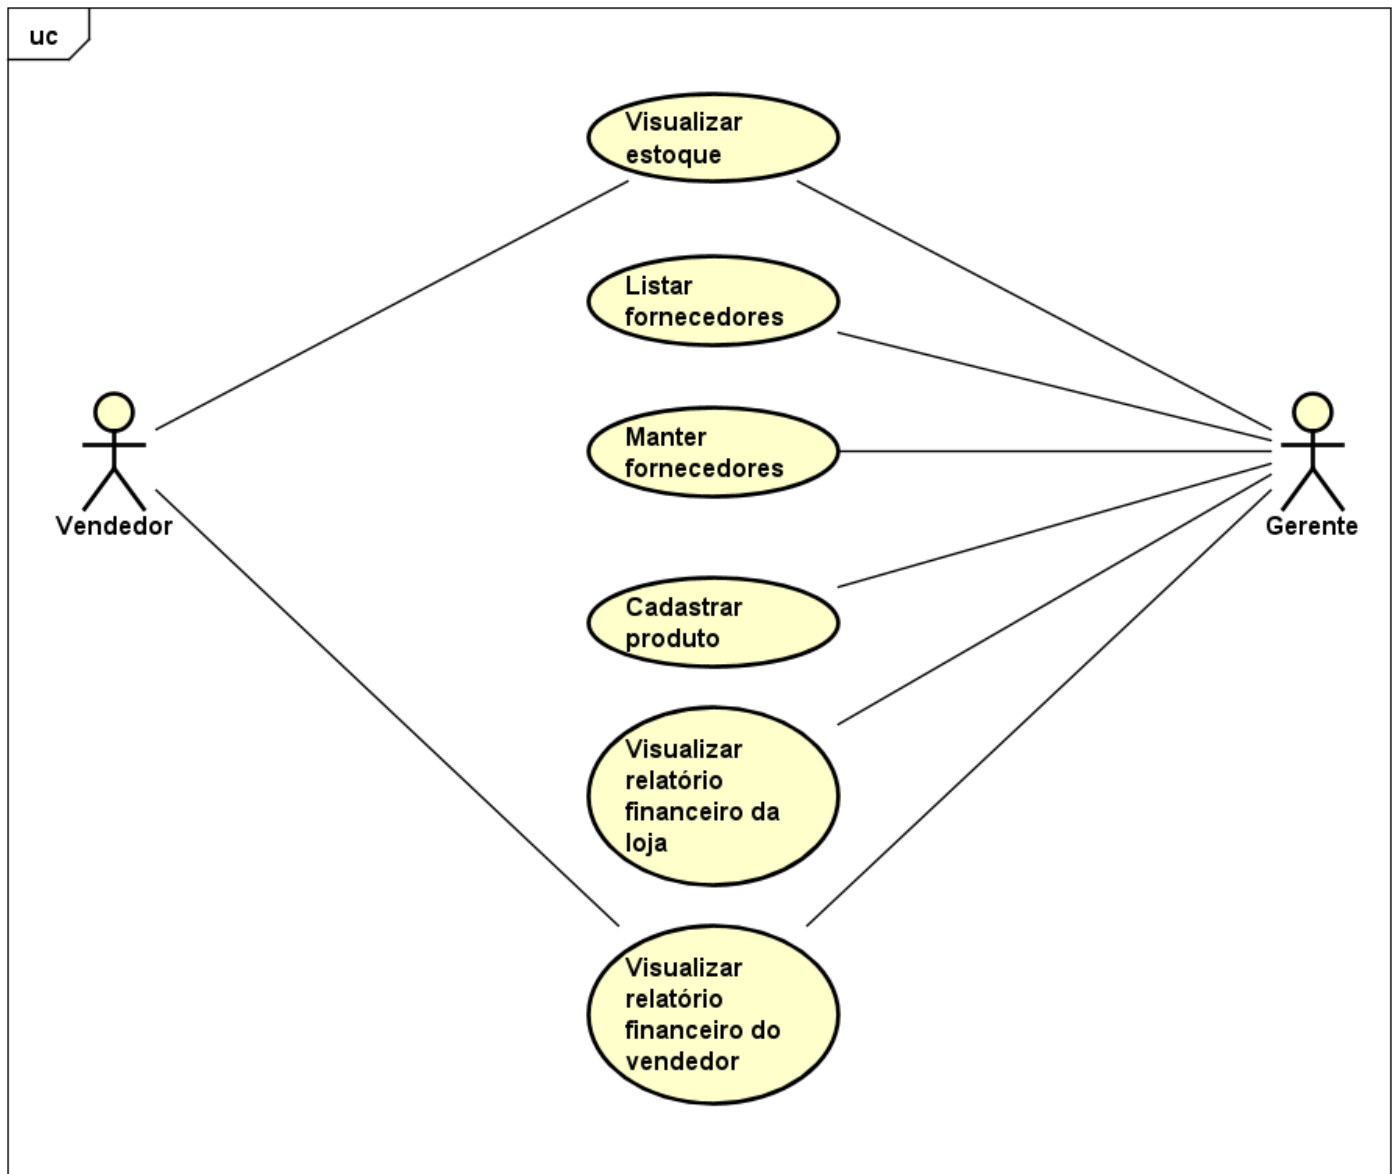 uc
Visualizar
estoque
Listar
fornecedores
Manter
fornecedores
Vendedor
Gerente
Cadastrar
produto
Visualizar
relatório
financeiro da
loja
Visualizar
relatório
financeiro do
vendedor